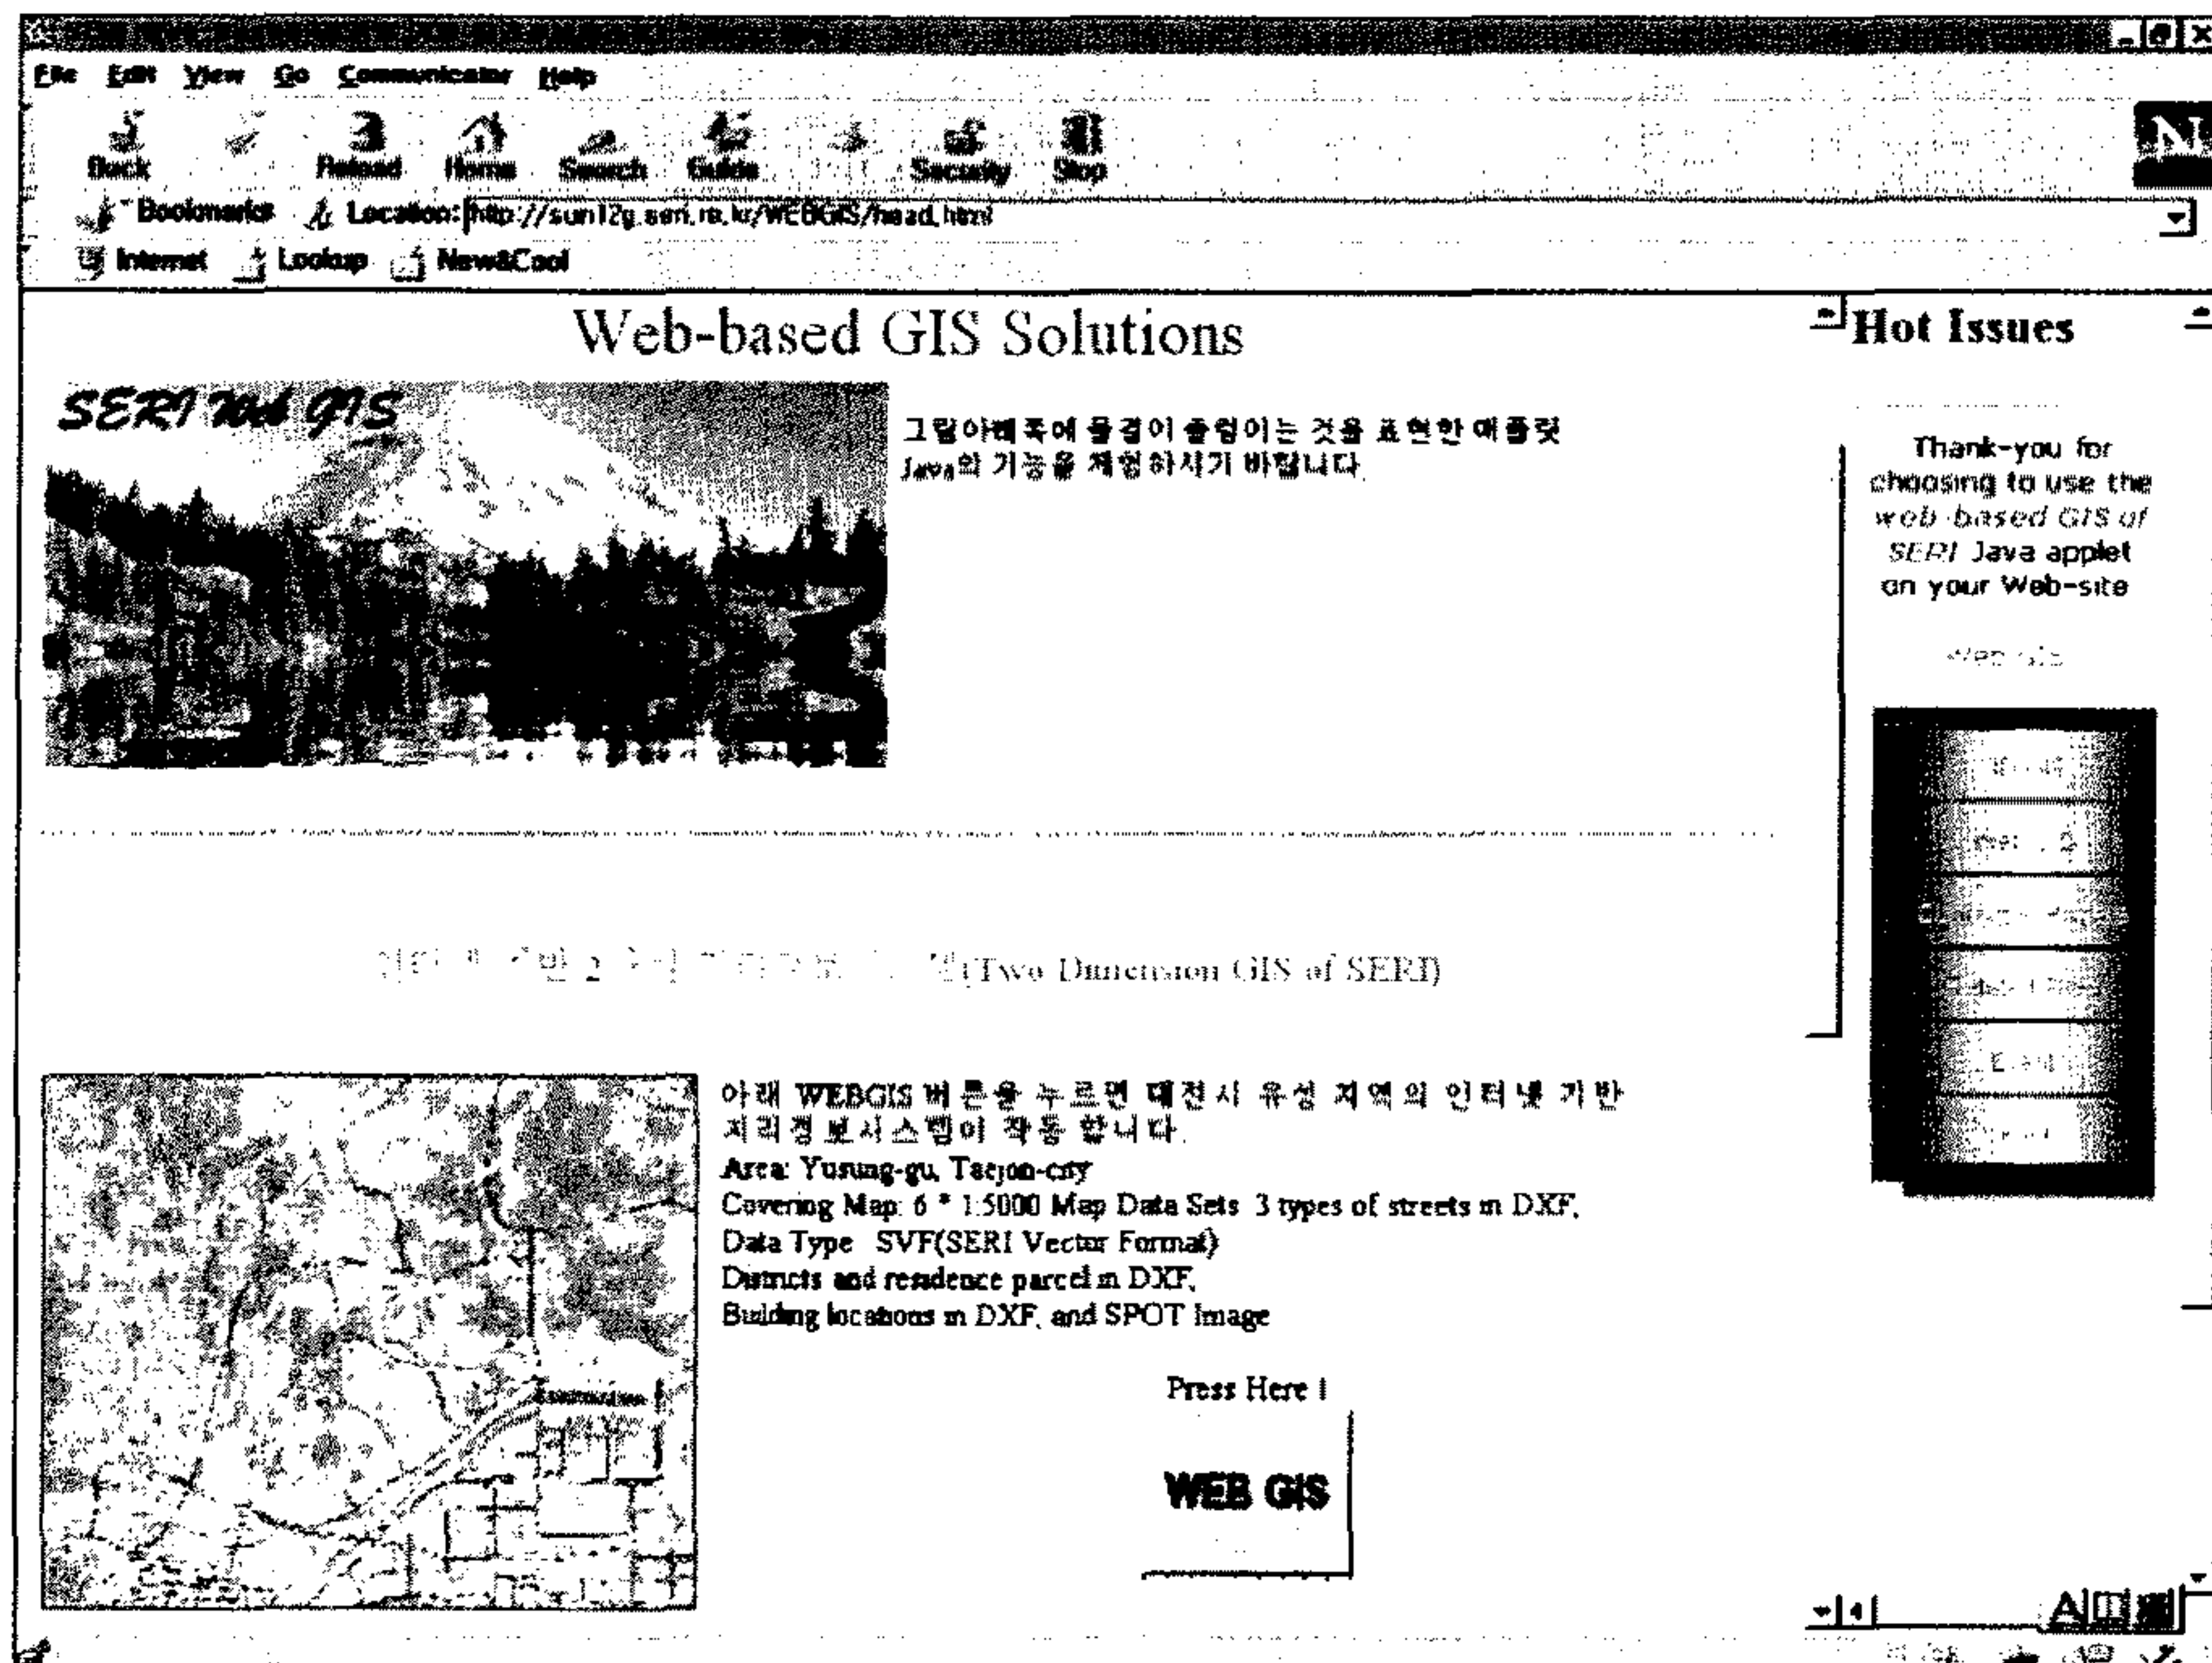 File Edit View Go Communicator Help
Back Reload Home Search Guide Security Stop
Bookmarks Location: http://sun12g.seri.re.kr/WEBGIS/head.html
Internet Lookup New&Cool
Web-based GIS Solutions
SERI Web GIS
그림아래쪽에 물결이 출렁이는 것을 표현한 애플릿
Java의 기능을 체험하시기 바랍니다.
Hot Issues
Thank-you for
choosing to use the
web-based GIS of
SERI Java applet
on your Web-site
Web GIS
2 (Two Dimension GIS of SERI)
아래 WEBGIS 버튼을 누르면 대전시 유성 지역의 인터넷 기반
지리정보시스템이 작동 합니다.
Area: Yusung-gu, Taejon-city
Covering Map: 6 * 1:5000 Map Data Sets 3 types of streets in DXF,
Data Type SVF(SERI Vector Format)
Districts and residence parcel in DXF,
Building locations in DXF, and SPOT Image
Press Here !
WEB GIS